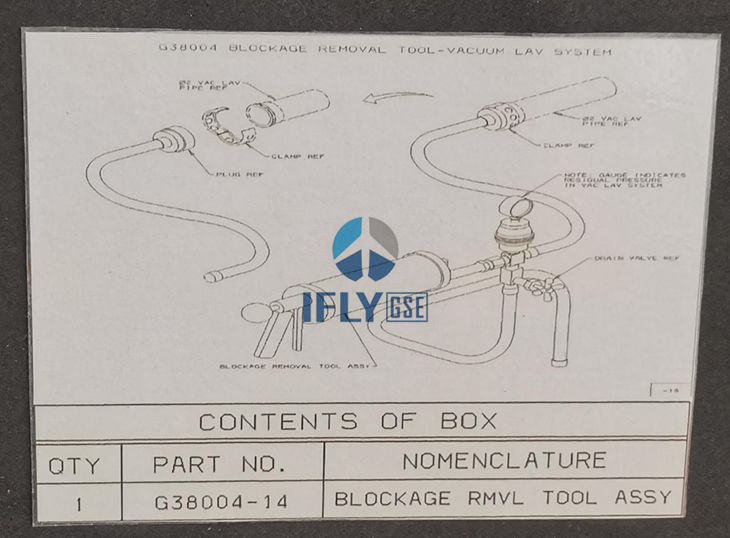 G38004 BLOCKAGE REMOVAL TOOL-VACUUM LAV SYSTEM
Ø2 VAC LAV
PIPE REF
CLAMP REF
PLUG REF
Ø2 VAC LAV
PIPE REF
CLAMP REF
NOTE: GAUGE INDICATES
RESIDUAL PRESSURE
IN VAC LAV SYSTEM
DRAIN VALVE REF
IFLY GSE
BLOCKAGE REMOVAL TOOL ASSY
CONTENTS OF BOX
QTY PART NO. NOMENCLATURE
1 G38004-14 BLOCKAGE RMVL TOOL ASSY